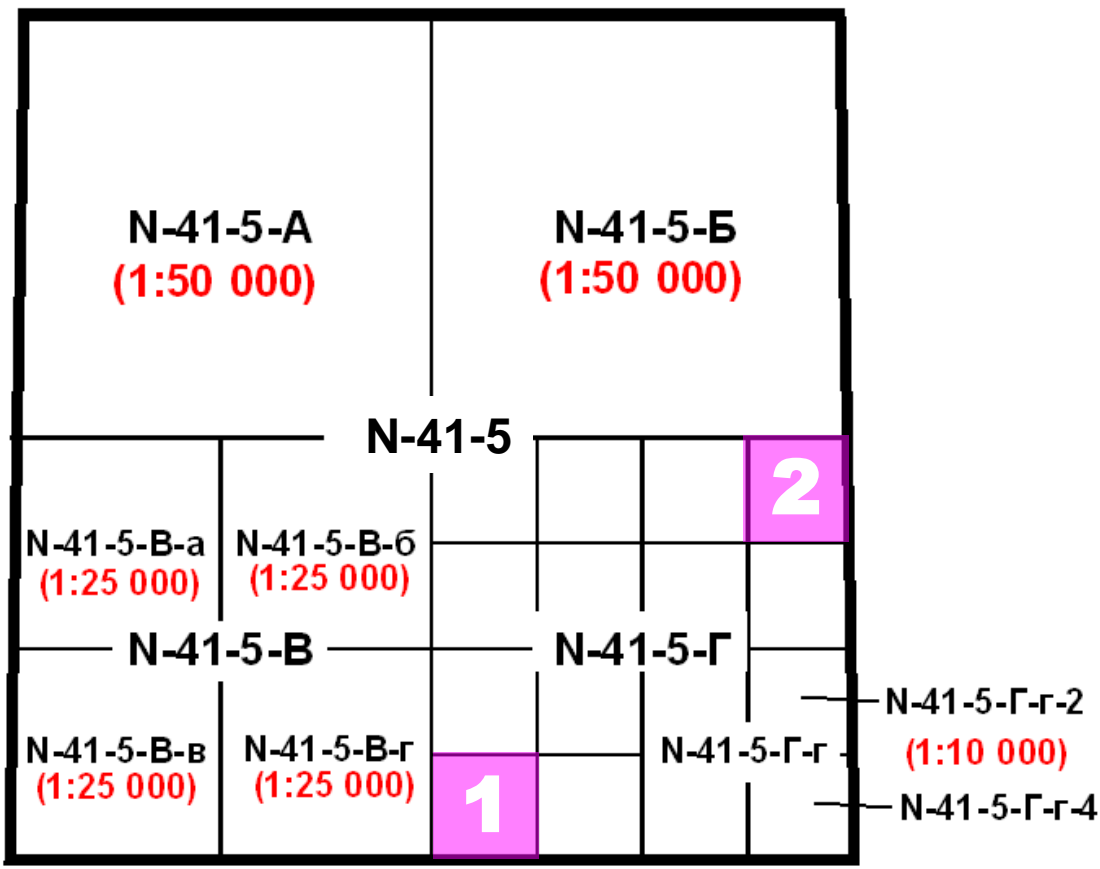 N-41-5-А
(1:50 000)
N-41-5-Б
(1:50 000)
N-41-5
2
N-41-5-В-а
(1:25 000)
N-41-5-В-б
(1:25 000)
N-41-5-В
N-41-5-Г
N-41-5-В-в
(1:25 000)
N-41-5-В-г
(1:25 000)
1
N-41-5-Г-г
N-41-5-Г-г-2
(1:10 000)
N-41-5-Г-г-4